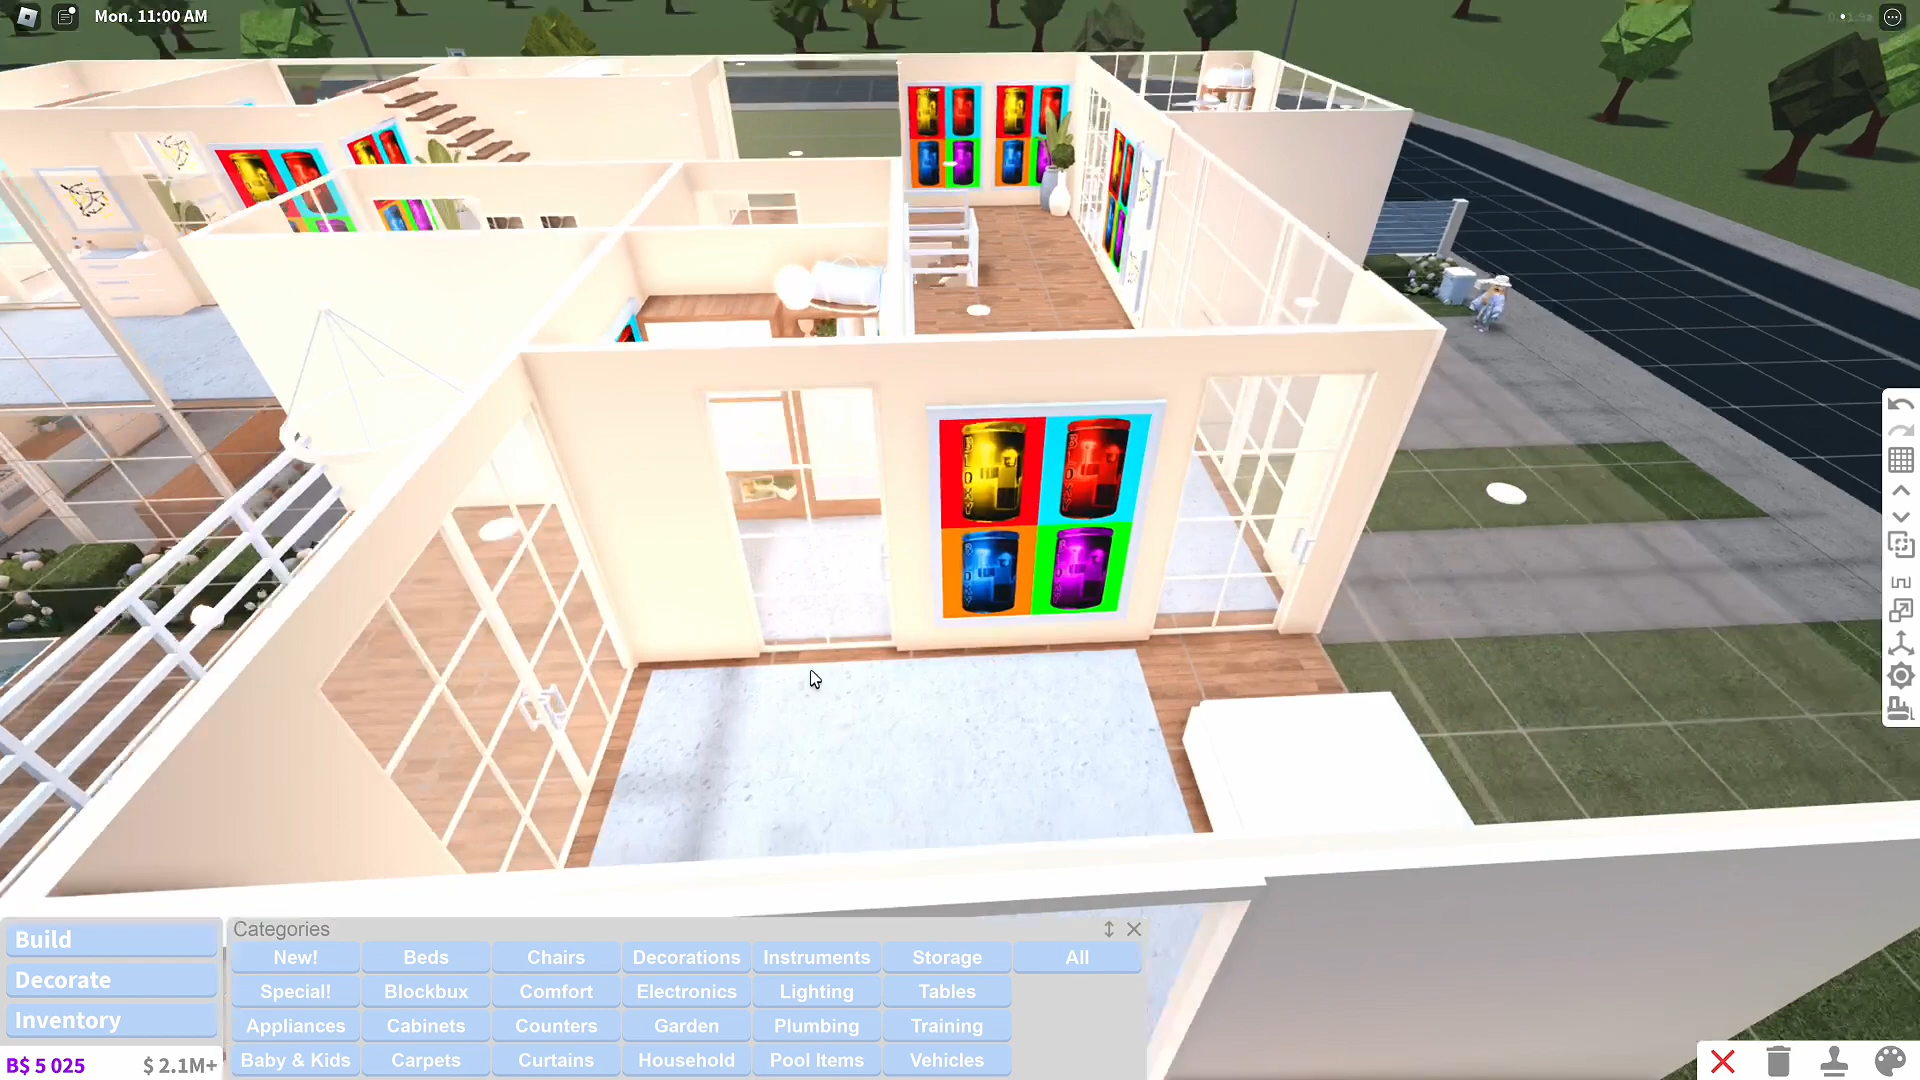 Mon. 11:00 AM
Build
Decorate
Inventory
B$ 5 025
$ 2.1M+
Categories
New! Beds Chairs Decorations Instruments Storage All
Special! Blockbux Comfort Electronics Lighting Tables
Appliances Cabinets Counters Garden Plumbing Training
Baby & Kids Carpets Curtains Household Pool Items Vehicles